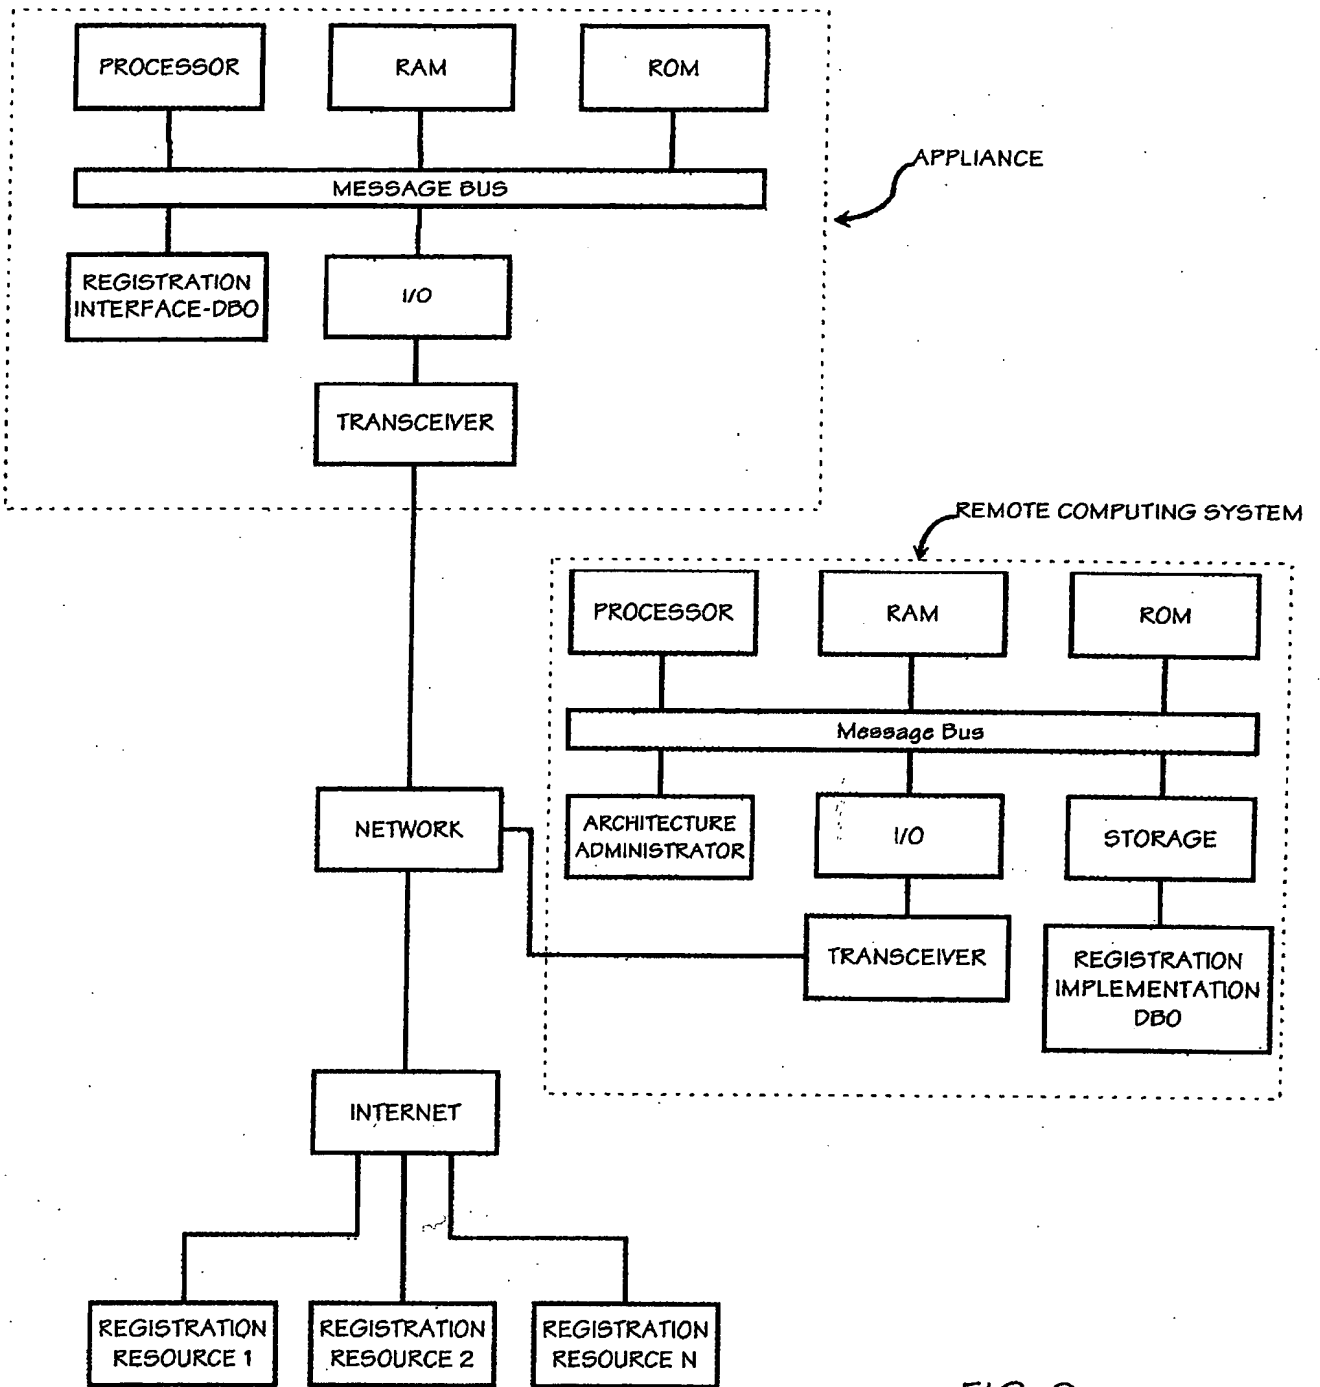 PROCESSOR
RAM
ROM
MESSAGE BUS
APPLIANCE
REGISTRATION
INTERFACE-DBO
I/O
TRANSCEIVER
REMOTE COMPUTING SYSTEM
PROCESSOR
RAM
ROM
Message Bus
ARCHITECTURE
ADMINISTRATOR
I/O
STORAGE
NETWORK
TRANSCEIVER
REGISTRATION
IMPLEMENTATION
DBO
INTERNET
REGISTRATION
RESOURCE 1
REGISTRATION
RESOURCE 2
REGISTRATION
RESOURCE N